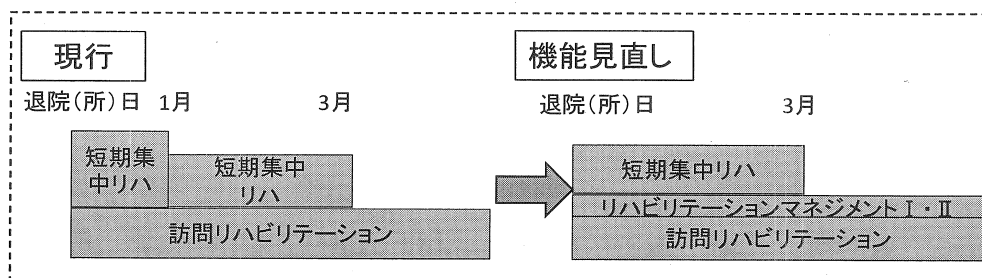 現行
退院(所)日 1月 3月
短期集
中リハ
短期集中
リハ
訪問リハビリテーション
機能見直し
退院(所)日 3月
短期集中リハ
リハビリテーションマネジメントⅠ・Ⅱ
訪問リハビリテーション